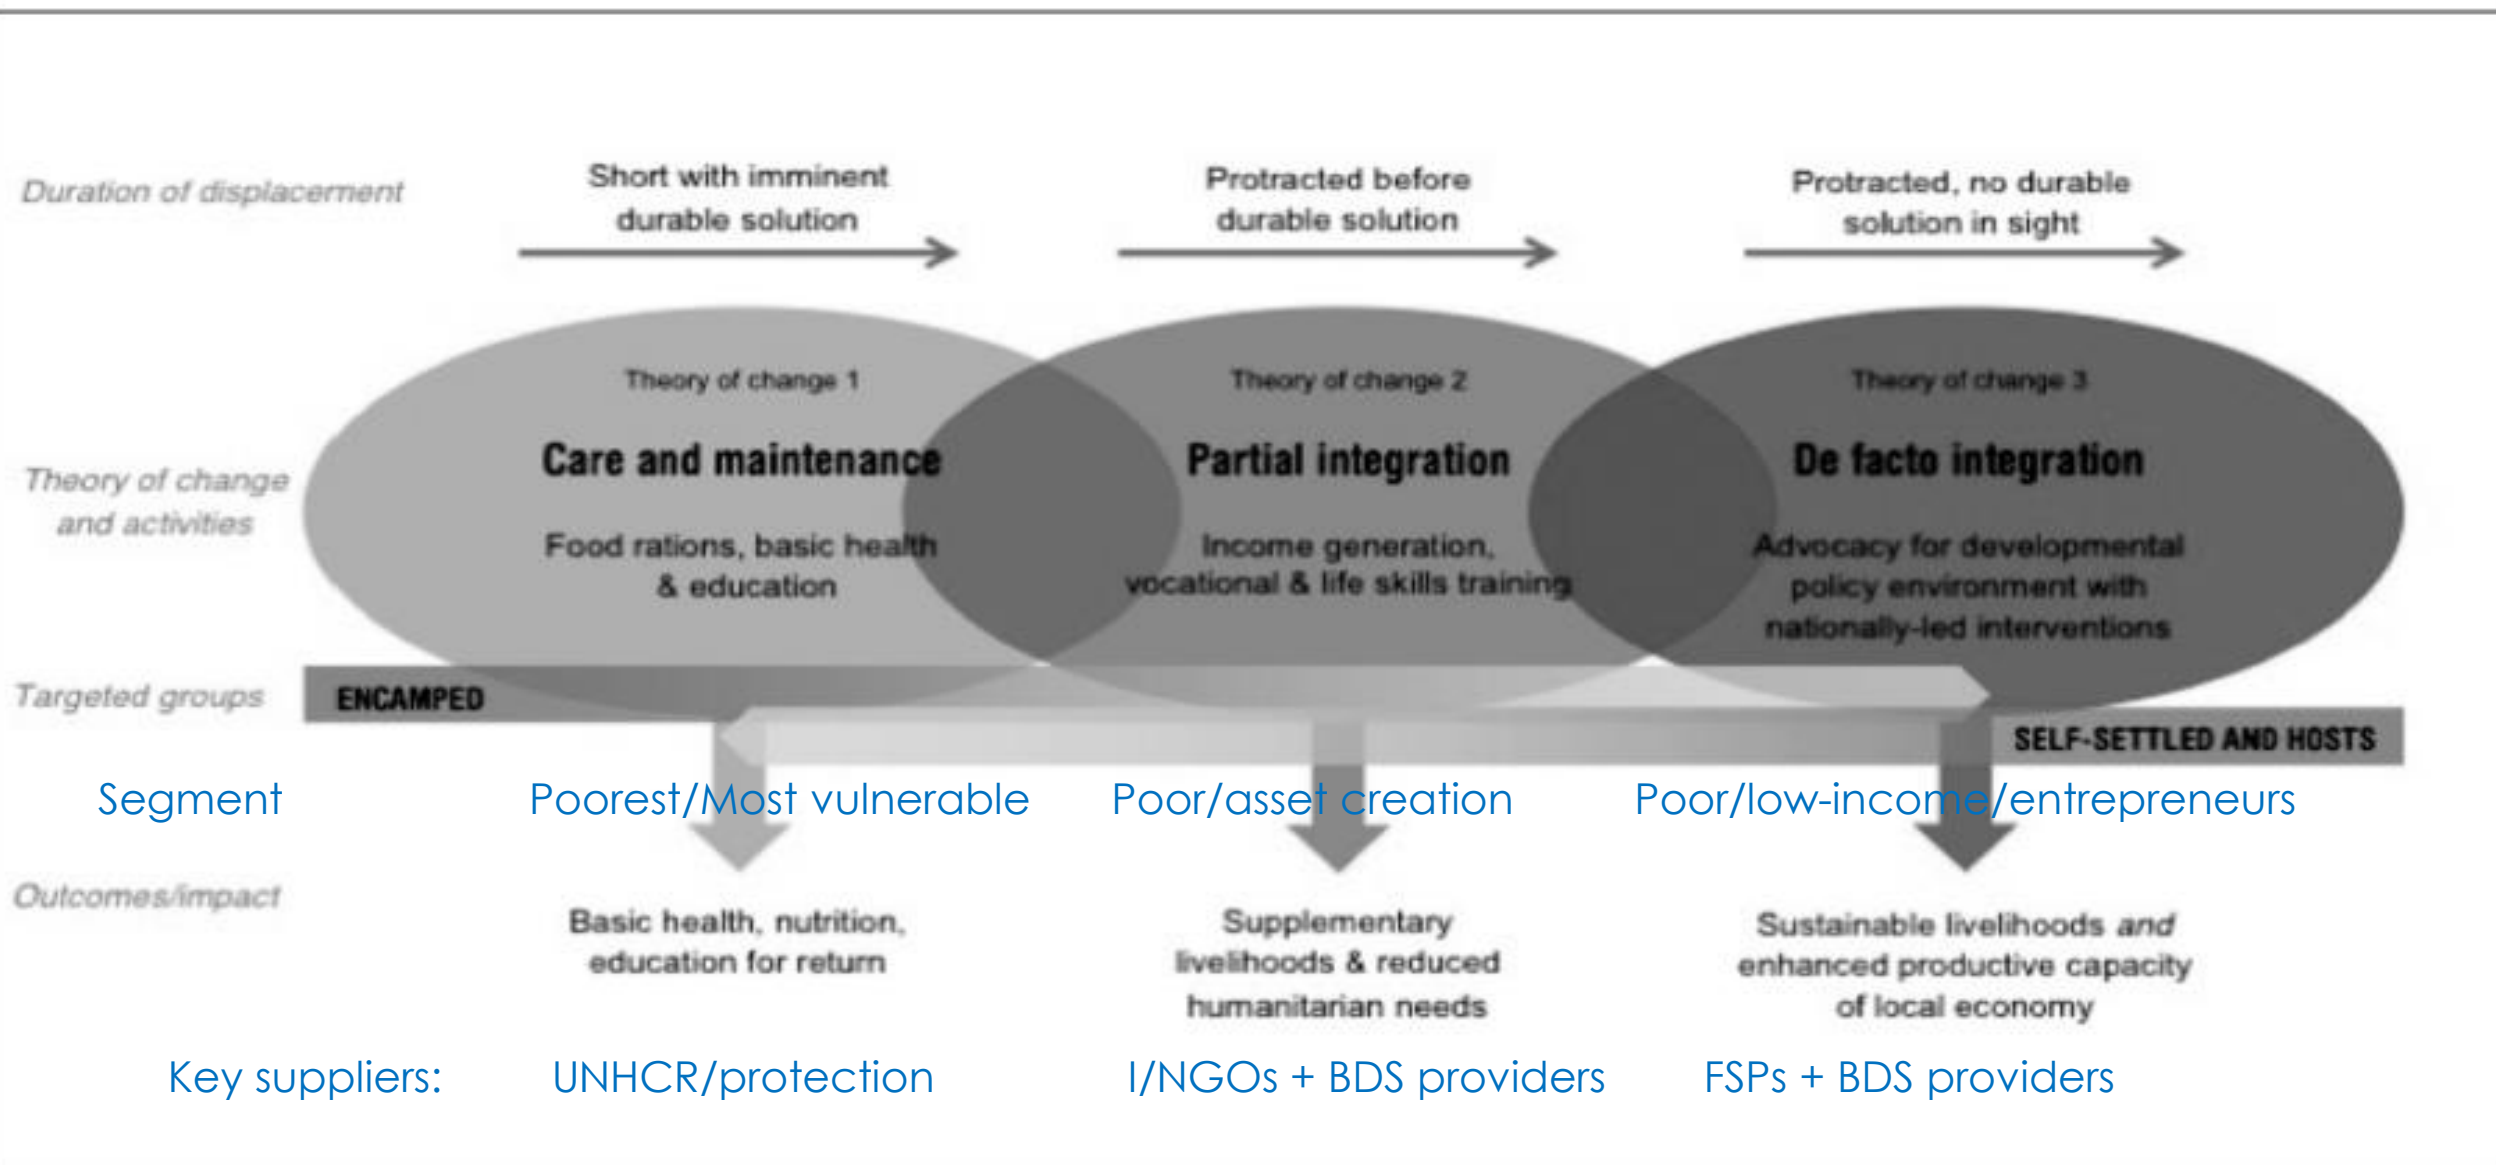 Duration of displacement
Short with imminent
durable solution
Protracted before
durable solution
Protracted, no durable
solution in sight
Theory of change
and activities
Theory of change 1
Care and maintenance
Food rations, basic health
& education
Theory of change 2
Partial integration
Income generation,
vocational & life skills training
Theory of change 3
De facto integration
Advocacy for developmental
policy environment with
nationally-led interventions
Targeted groups
ENCAMPED
SELF-SETTLED AND HOSTS
Segment
Poorest/Most vulnerable
Poor/asset creation
Poor/low-income/entrepreneurs
Outcomes/impact
Basic health, nutrition,
education for return
Supplementary
livelihoods & reduced
humanitarian needs
Sustainable livelihoods and
enhanced productive capacity
of local economy
Key suppliers:
UNHCR/protection
I/NGOs + BDS providers
FSPs + BDS providers